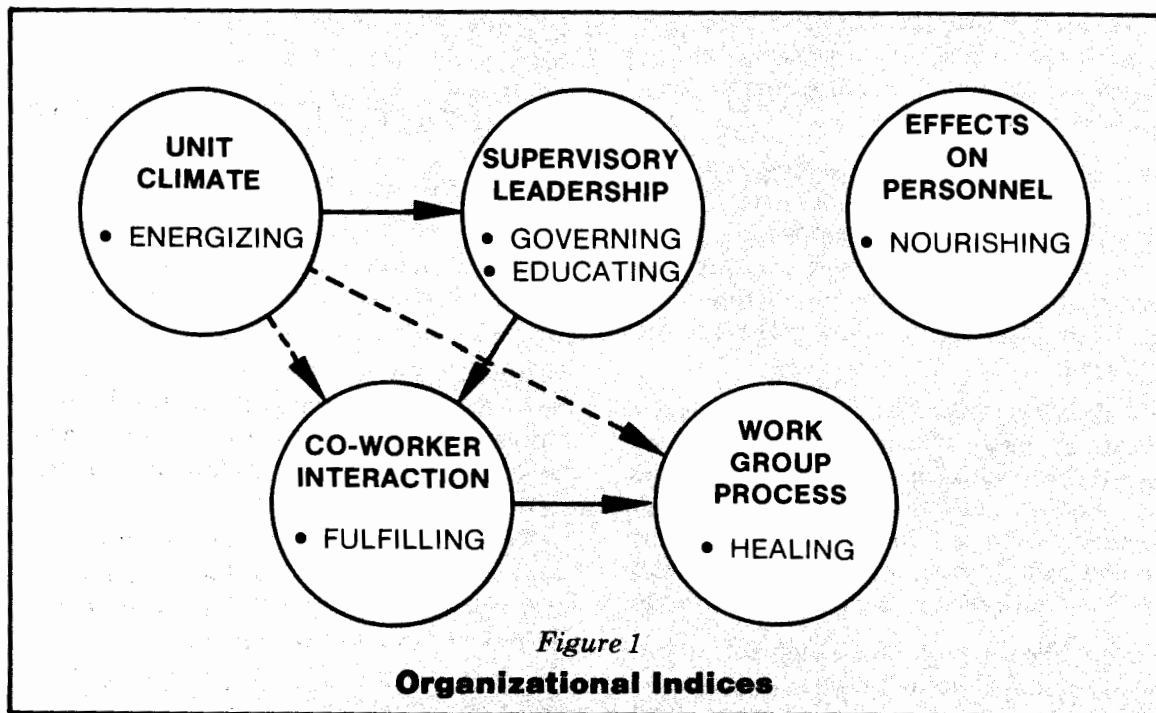 UNIT
CLIMATE
• ENERGIZING
SUPERVISORY
LEADERSHIP
• GOVERNING
• EDUCATING
EFFECTS
ON
PERSONNEL
• NOURISHING
CO-WORKER
INTERACTION
• FULFILLING
WORK
GROUP
PROCESS
• HEALING
Figure 1
Organizational Indices